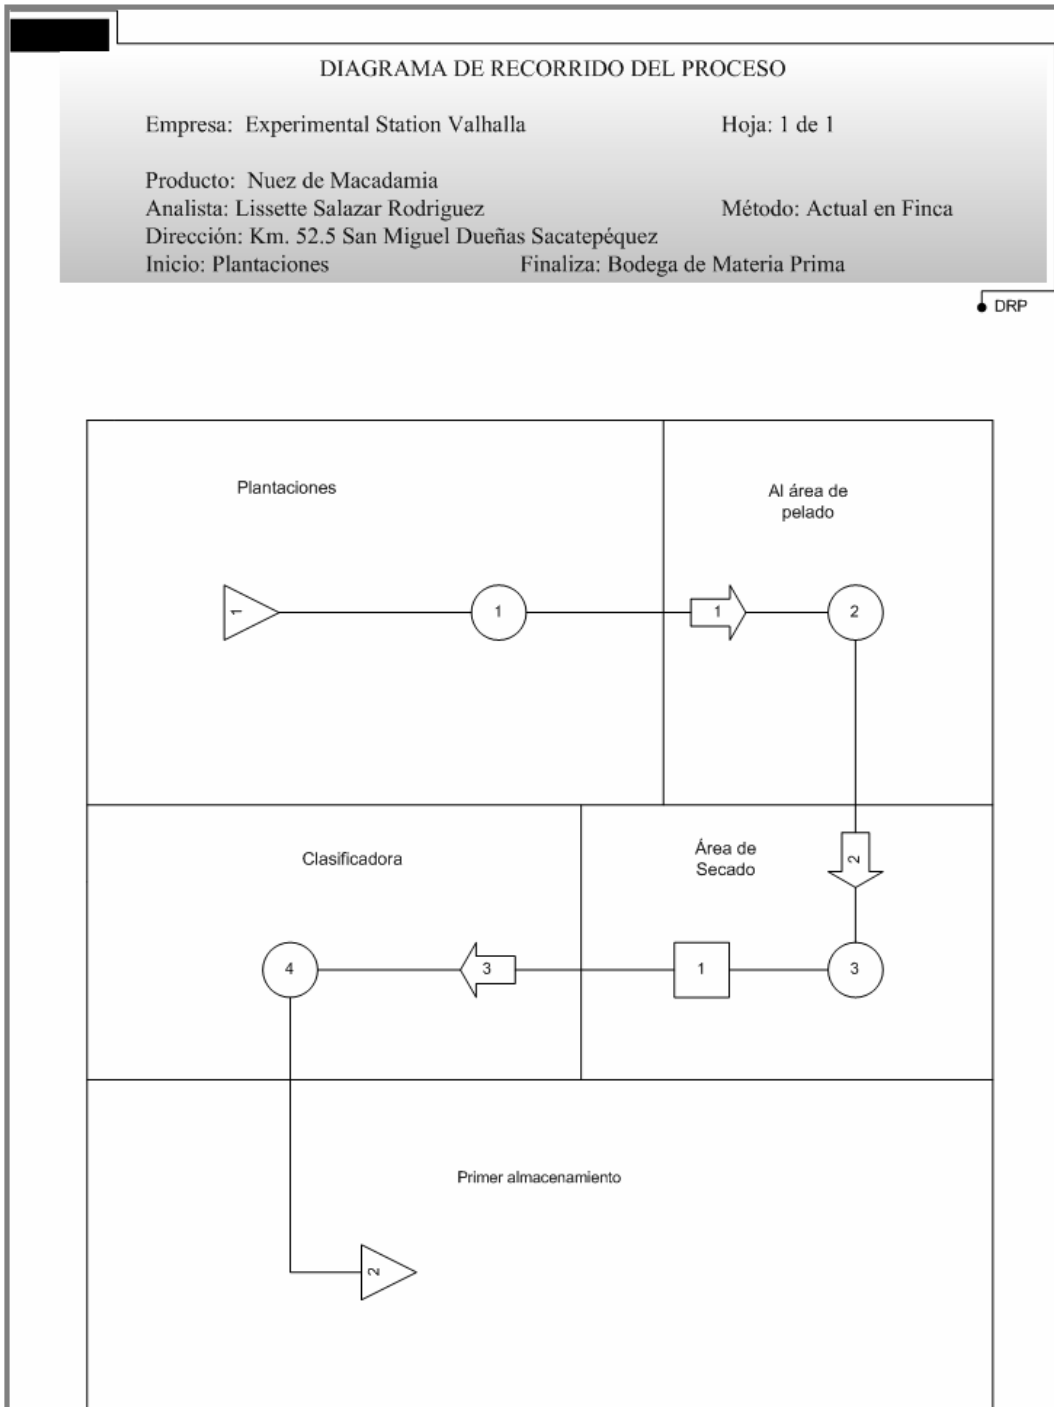 DIAGRAMA DE RECORRIDO DEL PROCESO
Empresa: Experimental Station Valhalla Hoja: 1 de 1
Producto: Nuez de Macadamia
Analista: Lissette Salazar Rodriguez Método: Actual en Finca
Dirección: Km. 52.5 San Miguel Dueñas Sacatepéquez
Inicio: Plantaciones Finaliza: Bodega de Materia Prima
DRP
Plantaciones
Al área de
pelado
1
1
1
2
Clasificadora
Área de
Secado
2
4
3
1
3
Primer almacenamiento
2